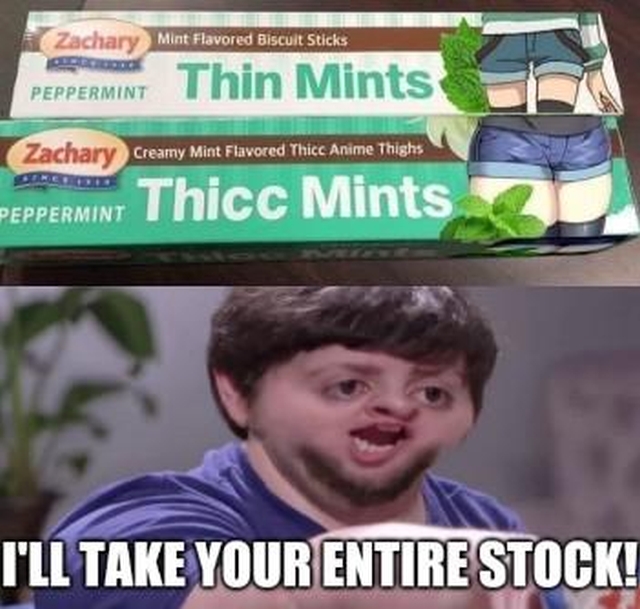 Zachary
Mint Flavored Biscuit Sticks
PEPPERMINT
Thin Mints
Zachary
Creamy Mint Flavored Thicc Anime Thighs
PEPPERMINT
Thicc Mints
I'LL TAKE YOUR ENTIRE STOCK!